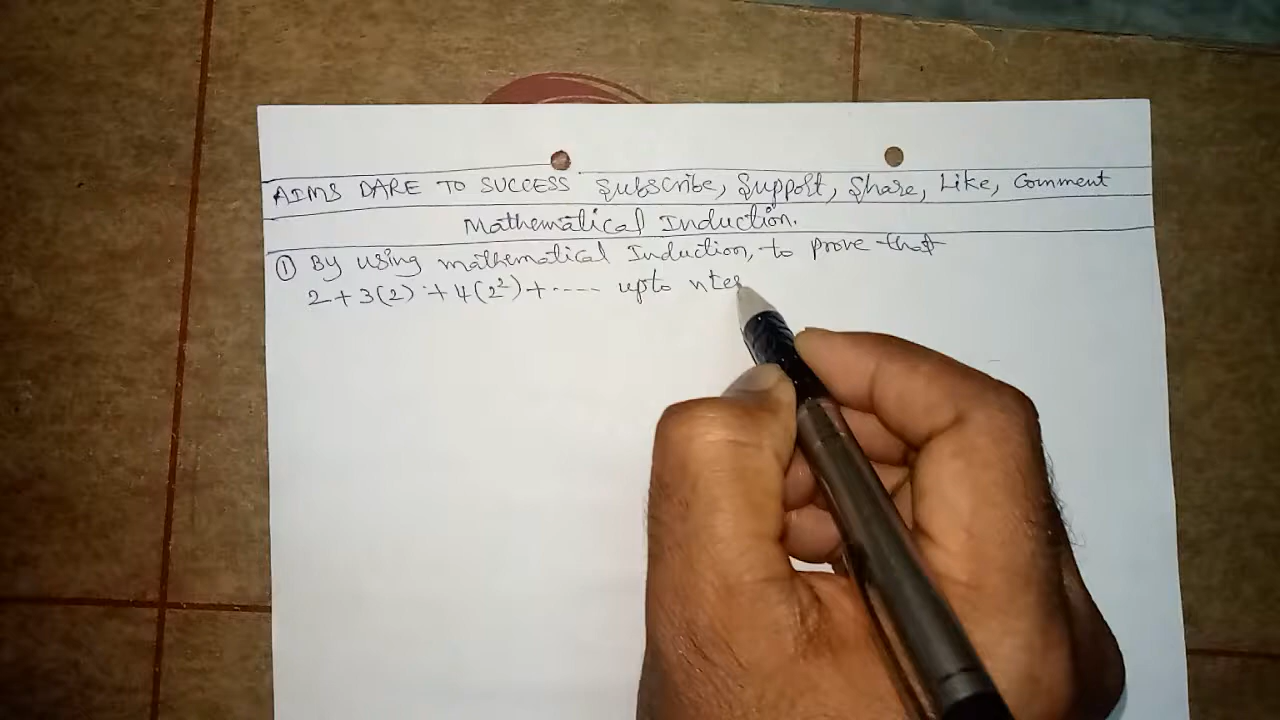 AIMS DARE TO SUCCESS Subscribe, Support, Share, Like, Comment
Mathematical Induction.
① By using mathematical Induction, to prove that
2 + 3(2) + 4(2²) + ---- upto nter